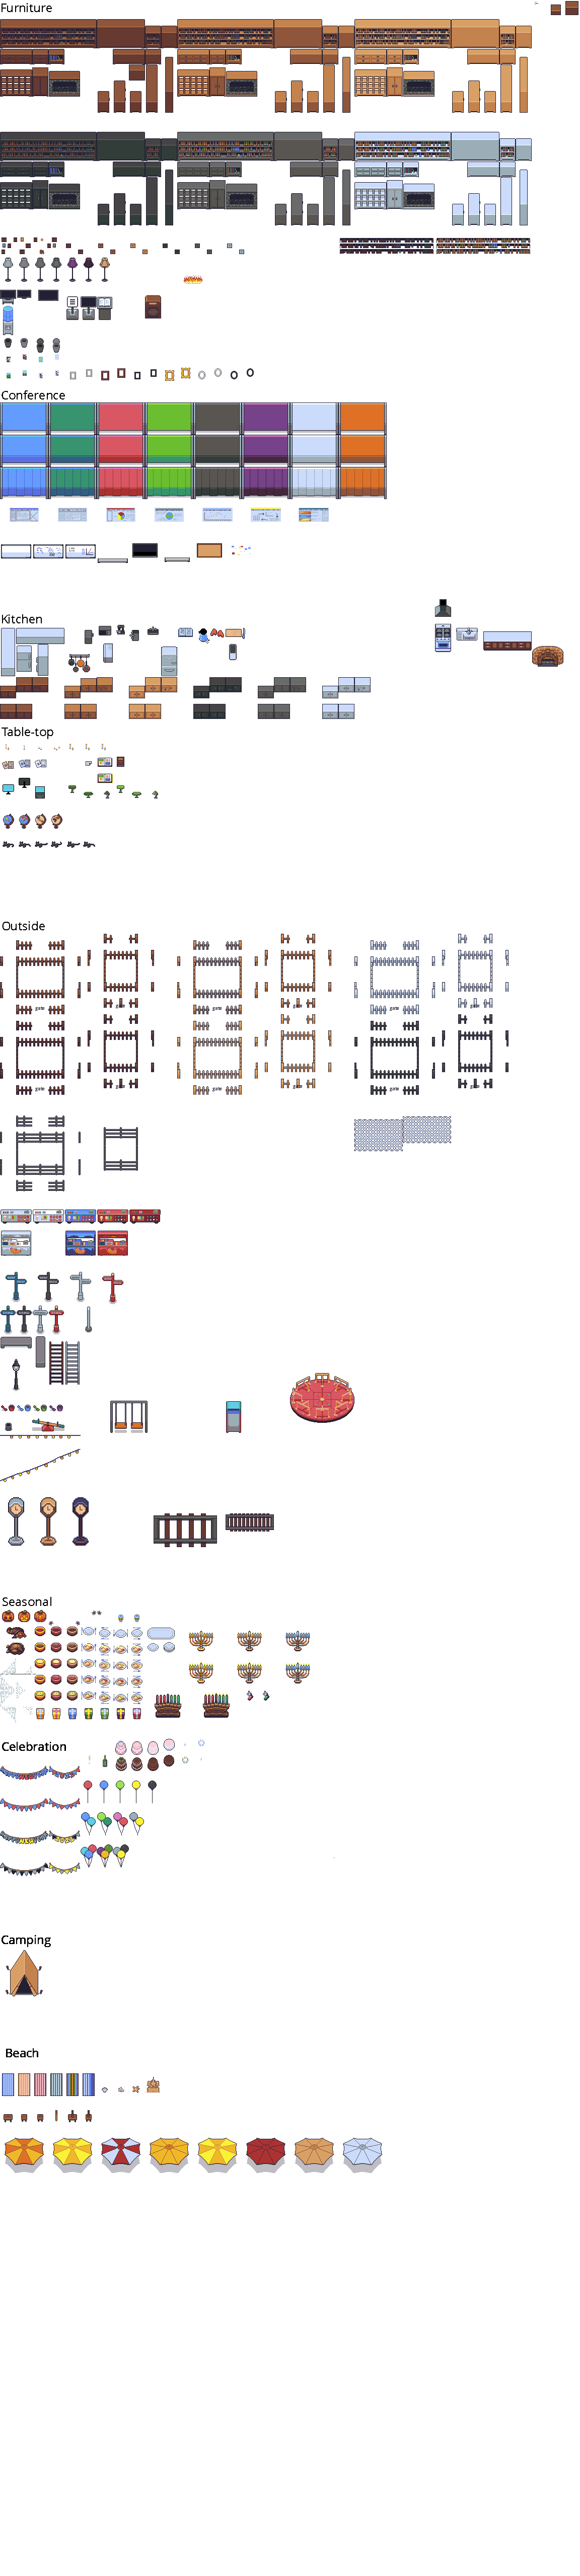 Furniture
Conference
Kitchen
Table-top
Outside
Seasonal
Celebration
Camping
Beach